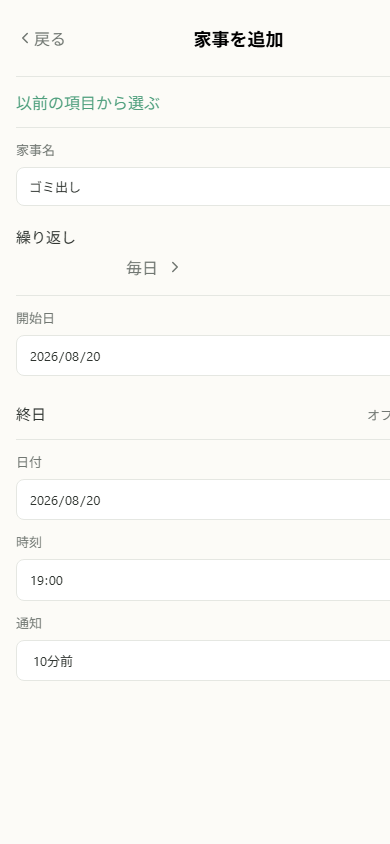 戻る 家事を追加
以前の項目から選ぶ
家事名
ゴミ出し
繰り返し
毎日
開始日
2026/08/20
終日 オフ
日付
2026/08/20
時刻
19:00
通知
10分前